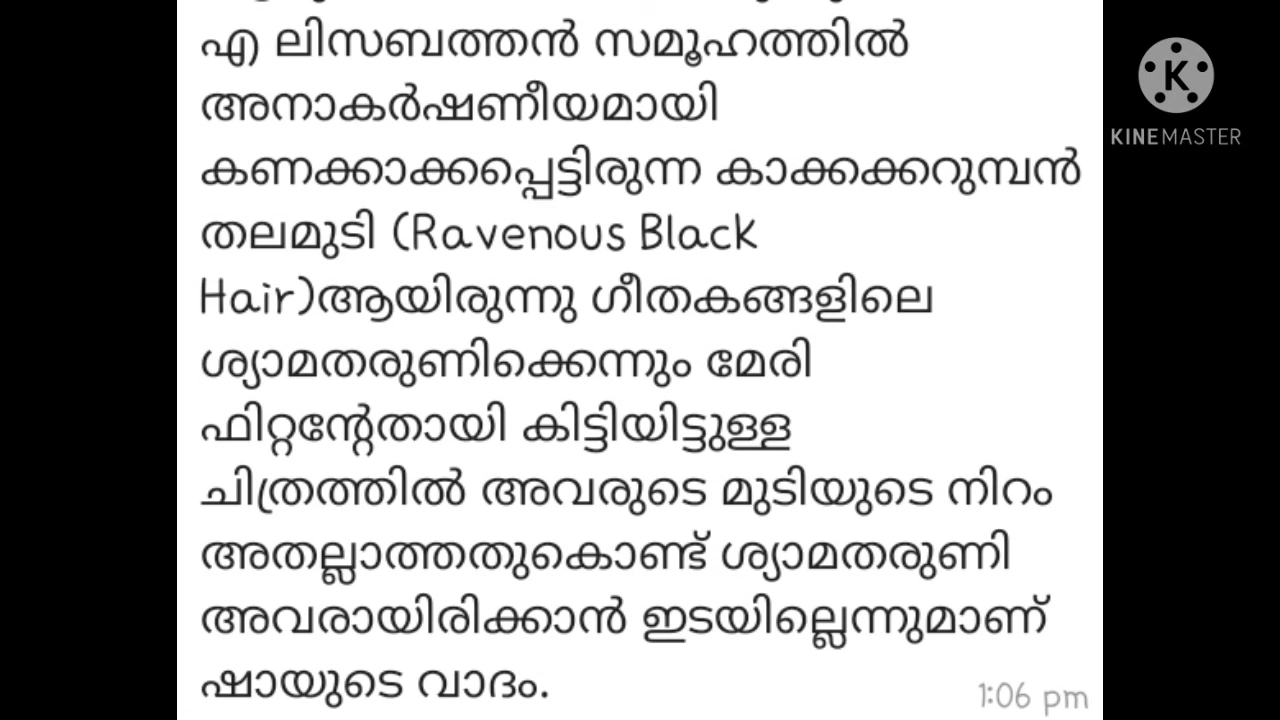 എ ലിസബത്തൻ സമൂഹത്തിൽ
അനാകർഷണീയമായി
കണക്കാക്കപ്പെട്ടിരുന്ന കാക്കക്കറുമ്പൻ
തലമുടി (Ravenous Black
Hair)ആയിരുന്നു ഗീതകങ്ങളിലെ
ശ്യാമതരുണിക്കെന്നും മേരി
ഫിറ്റന്റേതായി കിട്ടിയിട്ടുള്ള
ചിത്രത്തിൽ അവരുടെ മുടിയുടെ നിറം
അതല്ലാത്തതുകൊണ്ട് ശ്യാമതരുണി
അവരായിരിക്കാൻ ഇടയില്ലെന്നുമാണ്
ഷായുടെ വാദം.
1:06 pm
K
KINEMASTER